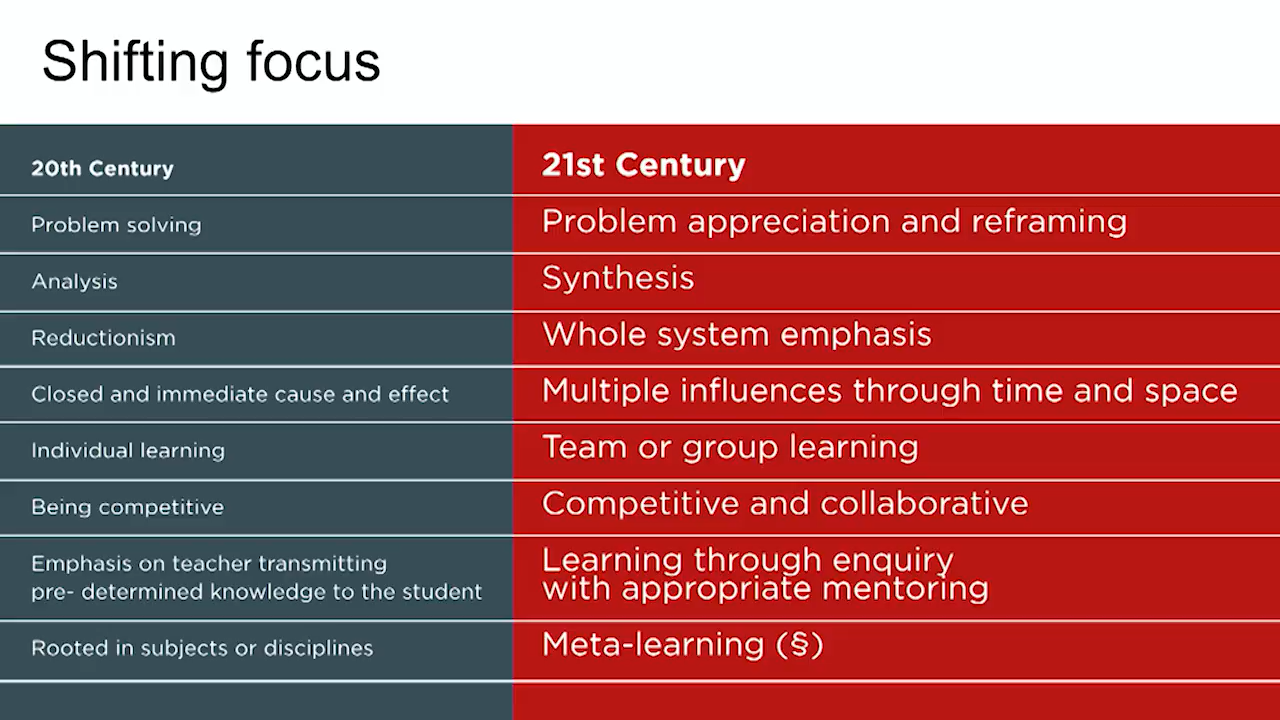 Shifting focus
20th Century
21st Century
Problem solving
Problem appreciation and reframing
Analysis
Synthesis
Reductionism
Whole system emphasis
Closed and immediate cause and effect
Multiple influences through time and space
Individual learning
Team or group learning
Being competitive
Competitive and collaborative
Emphasis on teacher transmitting
pre- determined knowledge to the student
Learning through enquiry
with appropriate mentoring
Rooted in subjects or disciplines
Meta-learning (§)